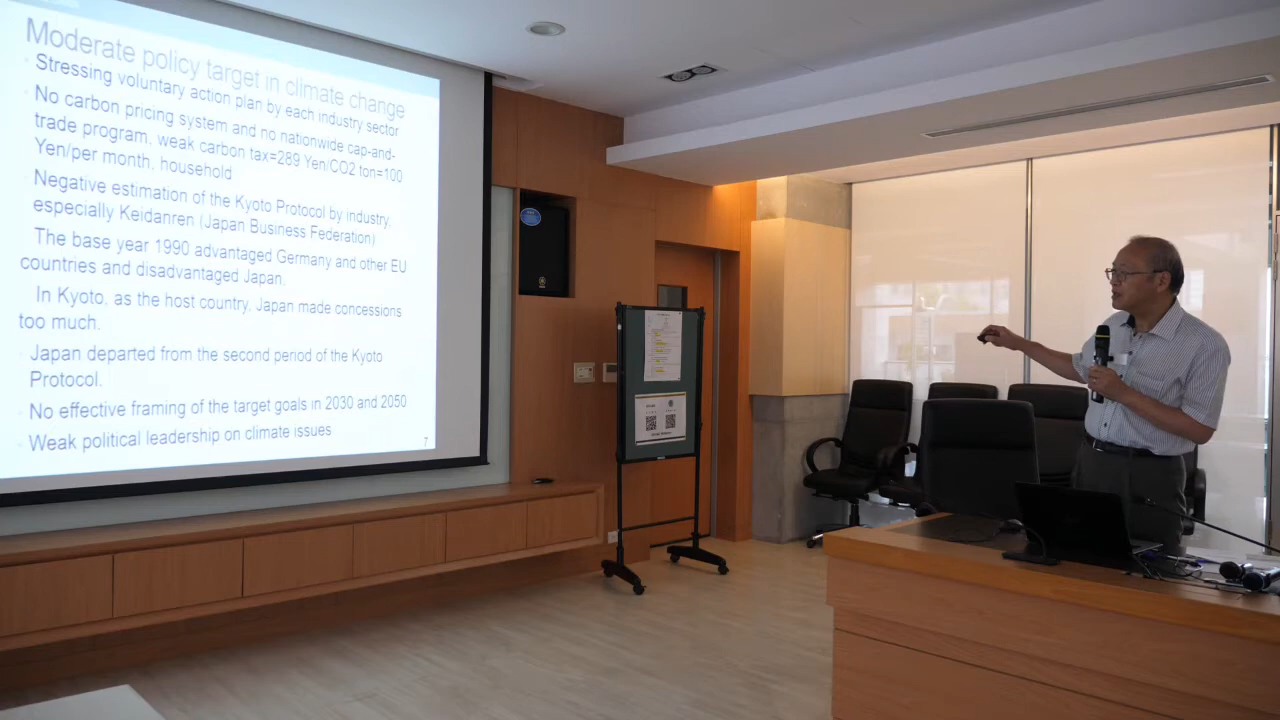 Moderate policy target in climate change
Stressing voluntary action plan by each industry sector
No carbon pricing system and no nationwide cap-and-
trade program, weak carbon tax=289 Yen/CO2 ton=100
Yen/per month, household
Negative estimation of the Kyoto Protocol by industry,
especially Keidanren (Japan Business Federation)
The base year 1990 advantaged Germany and other EU
countries and disadvantaged Japan.
In Kyoto, as the host country, Japan made concessions
too much.
Japan departed from the second period of the Kyoto
Protocol.
No effective framing of the target goals in 2030 and 2050
Weak political leadership on climate issues
7